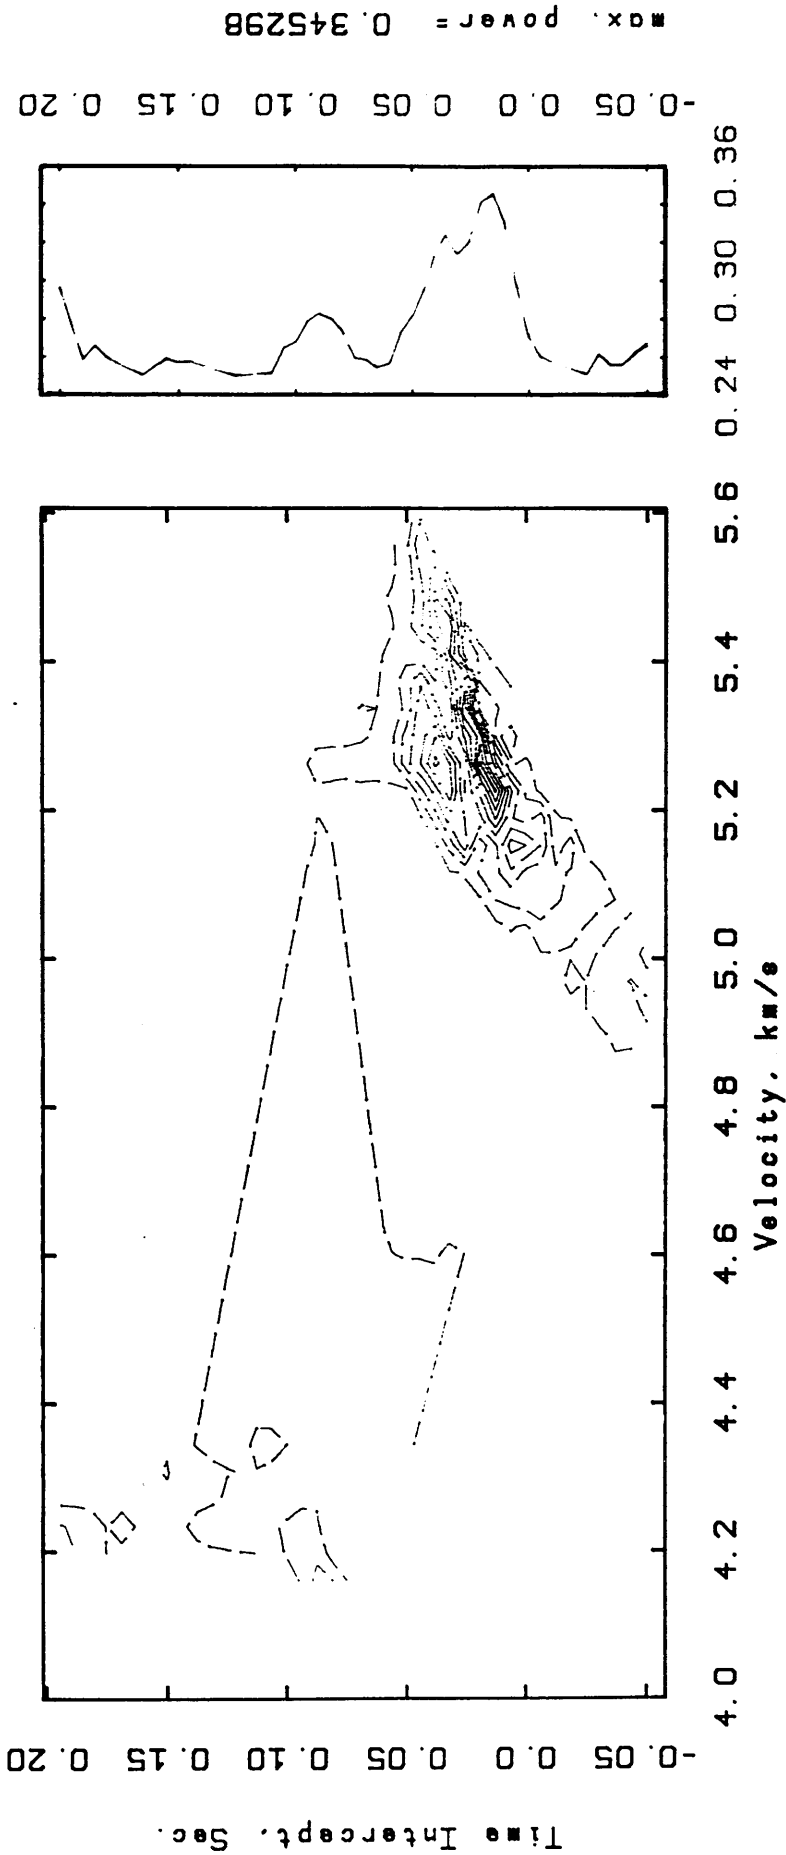 max. power = 0.345298
0.20 0.15 0.10 0.05 0.0 -0.05
0.24 0.30 0.36
4.0 4.2 4.4 4.6 4.8 5.0 5.2 5.4 5.6
Velocity, km/s
0.20 0.15 0.10 0.05 0.0 -0.05
Time Intercept, Sec.